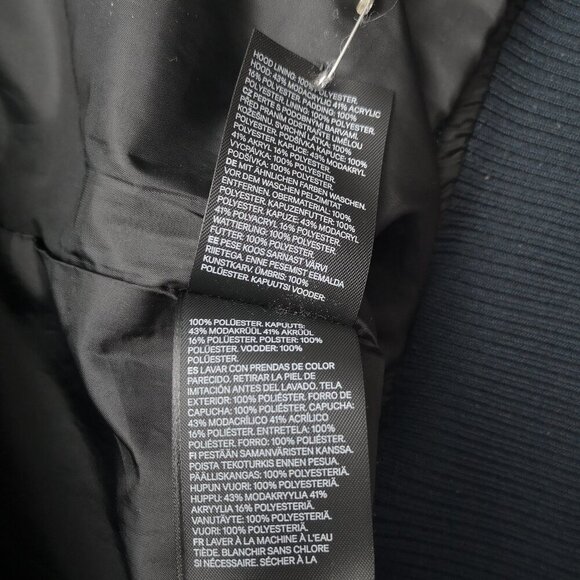 HOOD LINING: 100% POLYESTER.
HOOD: 43% MODACRYLIC 41% ACRYLIC
16% POLYESTER. PADDING: 100%
POLYESTER. LINING: 100% POLYESTER.
CZ PERTE S PODOBNÝMI BARVAMI.
PŘED PRANÍM ODSTRAŇTE UMĚLOU
KOŽEŠINU. SVRCHNÍ LÁTKA: 100%
POLYESTER. PODŠÍVKA KAPUCE: 100%
POLYESTER. KAPUCE: 43% MODAKRYL
41% AKRYL 16% POLYESTER.
VYCPÁVKA: 100% POLYESTER.
PODŠÍVKA: 100% POLYESTER.
DE MIT ÄHNLICHEN FARBEN WASCHEN.
VOR DEM WASCHEN PELZIMITAT
ENTFERNEN. OBERMATERIAL: 100%
POLYESTER. KAPUZENFUTTER: 100%
POLYESTER. KAPUZE: 43% MODACRYL
41% POLYACRYL 16% POLYESTER.
WATTIERUNG: 100% POLYESTER.
FUTTER: 100% POLYESTER.
EE PESE KOOS SARNAST VÄRVI
RIIETEGA. ENNE PESEMIST EEMALDA
KUNSTKARV. ÜMBRIS: 100%
POLÜESTER. KAPUUTSI VOODER:
100% POLÜESTER. KAPUUTS:
43% MODAKRÜÜL 41% AKRÜÜL
16% POLÜESTER. POLSTER: 100%
POLÜESTER. VOODER: 100%
POLÜESTER.
ES LAVAR CON PRENDAS DE COLOR
PARECIDO. RETIRAR LA PIEL DE
IMITACIÓN ANTES DEL LAVADO. TELA
EXTERIOR: 100% POLIÉSTER. FORRO DE
CAPUCHA: 100% POLIÉSTER. CAPUCHA:
43% MODACRÍLICO 41% ACRÍLICO
16% POLIÉSTER. ENTRETELA: 100%
POLIÉSTER. FORRO: 100% POLIÉSTER.
FI PESTÄÄN SAMANVÄRISTEN KANSSA.
POISTA TEKOTURKIS ENNEN PESUA.
PÄÄLLISKANGAS: 100% POLYESTERIÄ.
HUPUN VUORI: 100% POLYESTERIÄ.
HUPPU: 43% MODAKRYYLIA 41%
AKRYYLIA 16% POLYESTERIÄ.
VANUTÄYTE: 100% POLYESTERIÄ.
VUORI: 100% POLYESTERIÄ.
FR LAVER À LA MACHINE À L'EAU
TIÈDE. BLANCHIR SANS CHLORE
SI NÉCESSAIRE. SÉCHER À LA